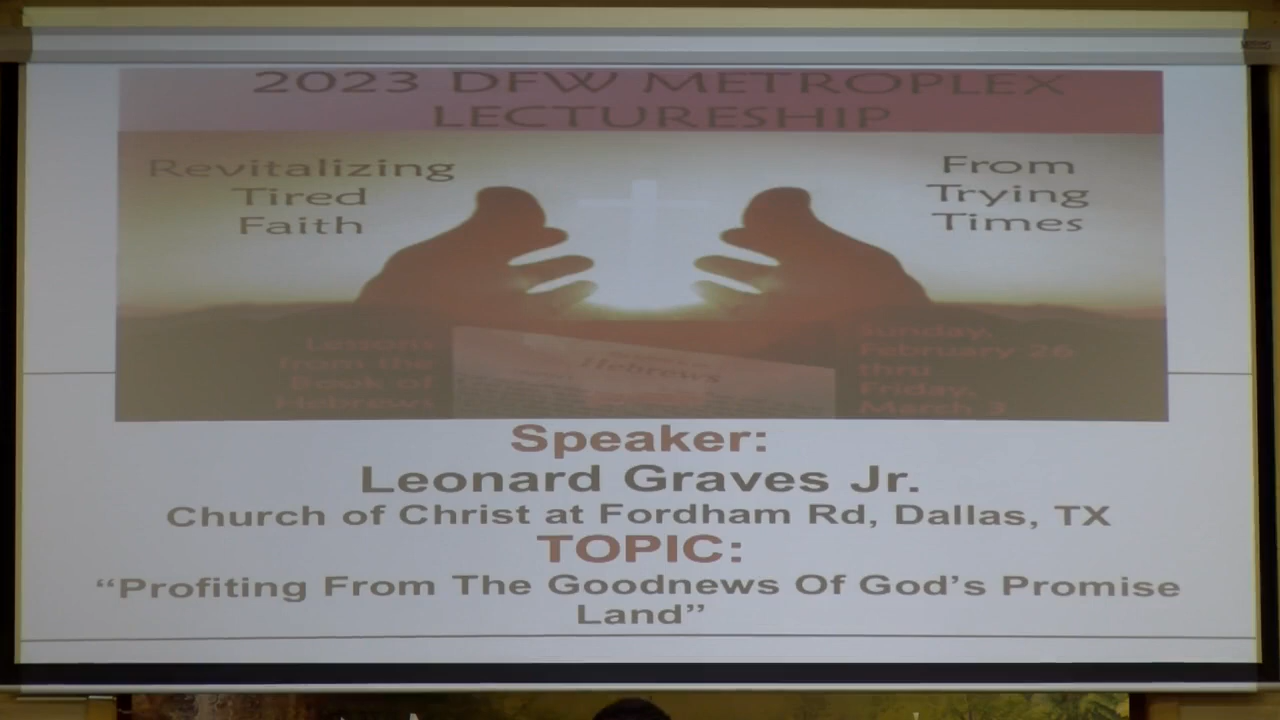 2023 DFW METROPLEX
LECTURESHIP
Revitalizing
Tired
Faith
From
Trying
Times
Lessons
from the
Book of
Hebrews
Hebrews
Sunday,
February 26
thru
Friday,
March 3
Speaker:
Leonard Graves Jr.
Church of Christ at Fordham Rd, Dallas, TX
TOPIC:
“Profiting From The Goodnews Of God’s Promise
Land”